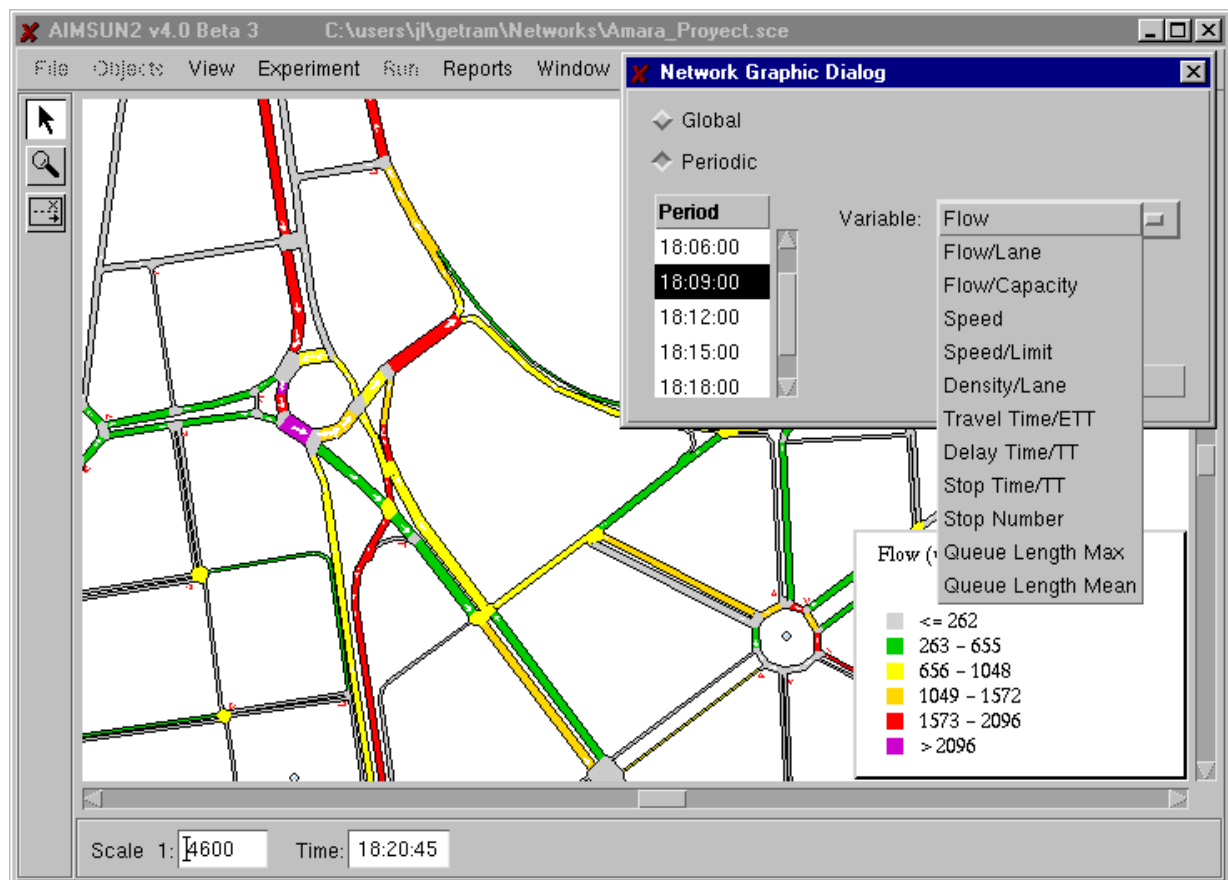 AIMSUN2 v4.0 Beta 3 C:\users\jl\getram\Networks\Amara_Proyect.sce
File Objects View Experiment Run Reports Window
Network Graphic Dialog
Global
Periodic
Period
18:06:00
18:09:00
18:12:00
18:15:00
18:18:00
Variable:
Flow
Flow/Lane
Flow/Capacity
Speed
Speed/Limit
Density/Lane
Travel Time/ETT
Delay Time/TT
Stop Time/TT
Stop Number
Queue Length Max
Queue Length Mean
Flow (
<= 262
263 – 655
656 – 1048
1049 – 1572
1573 – 2096
> 2096
Scale 1: 4600 Time: 18:20:45